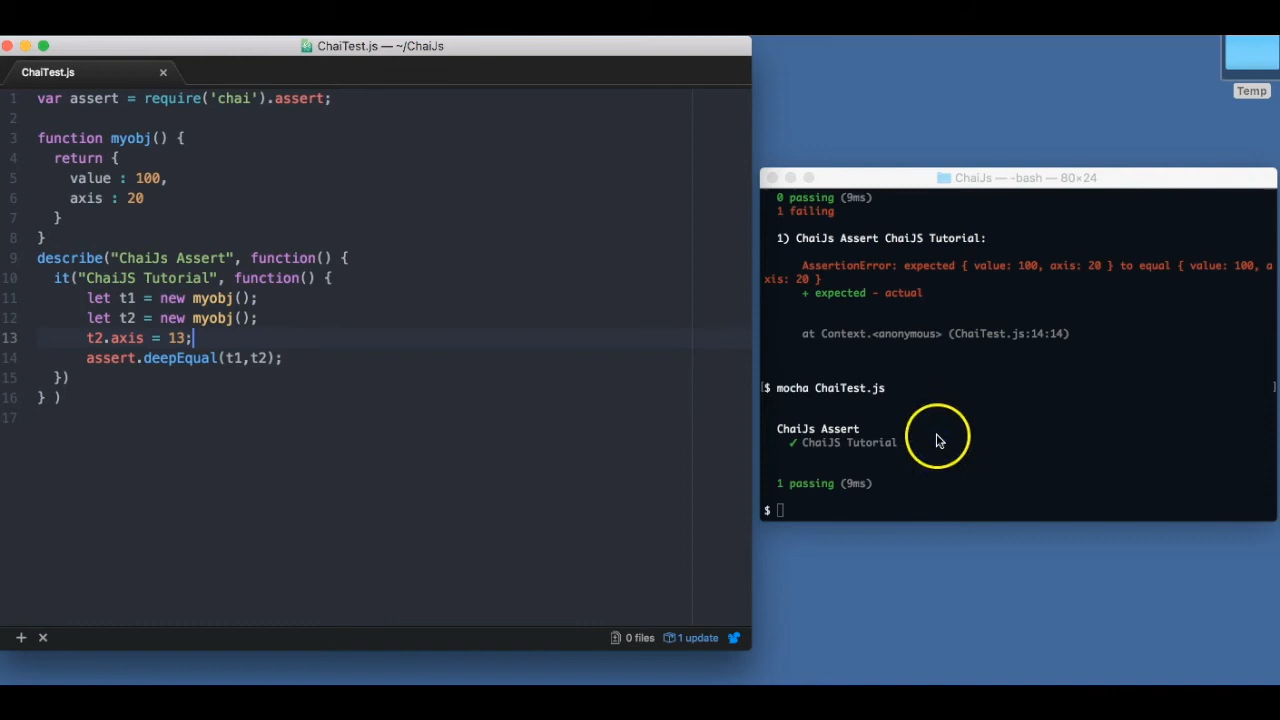 ChaiTest.js — ~/ChaiJs
ChaiTest.js
1 var assert = require('chai').assert;
2
3 function myobj() {
4 return {
5 value : 100,
6 axis : 20
7 }
8 }
9 describe("ChaiJs Assert", function() {
10 it("ChaiJS Tutorial", function() {
11 let t1 = new myobj();
12 let t2 = new myobj();
13 t2.axis = 13;
14 assert.deepEqual(t1,t2);
15 })
16 } )
17
0 files 1 update
Temp
ChaiJs — -bash — 80×24
0 passing (9ms)
1 failing
1) ChaiJs Assert ChaiJS Tutorial:
AssertionError: expected { value: 100, axis: 20 } to equal { value: 100, a
xis: 20 }
+ expected - actual
at Context.<anonymous> (ChaiTest.js:14:14)
[$ mocha ChaiTest.js ]
ChaiJs Assert
✓ ChaiJS Tutorial
1 passing (9ms)
$